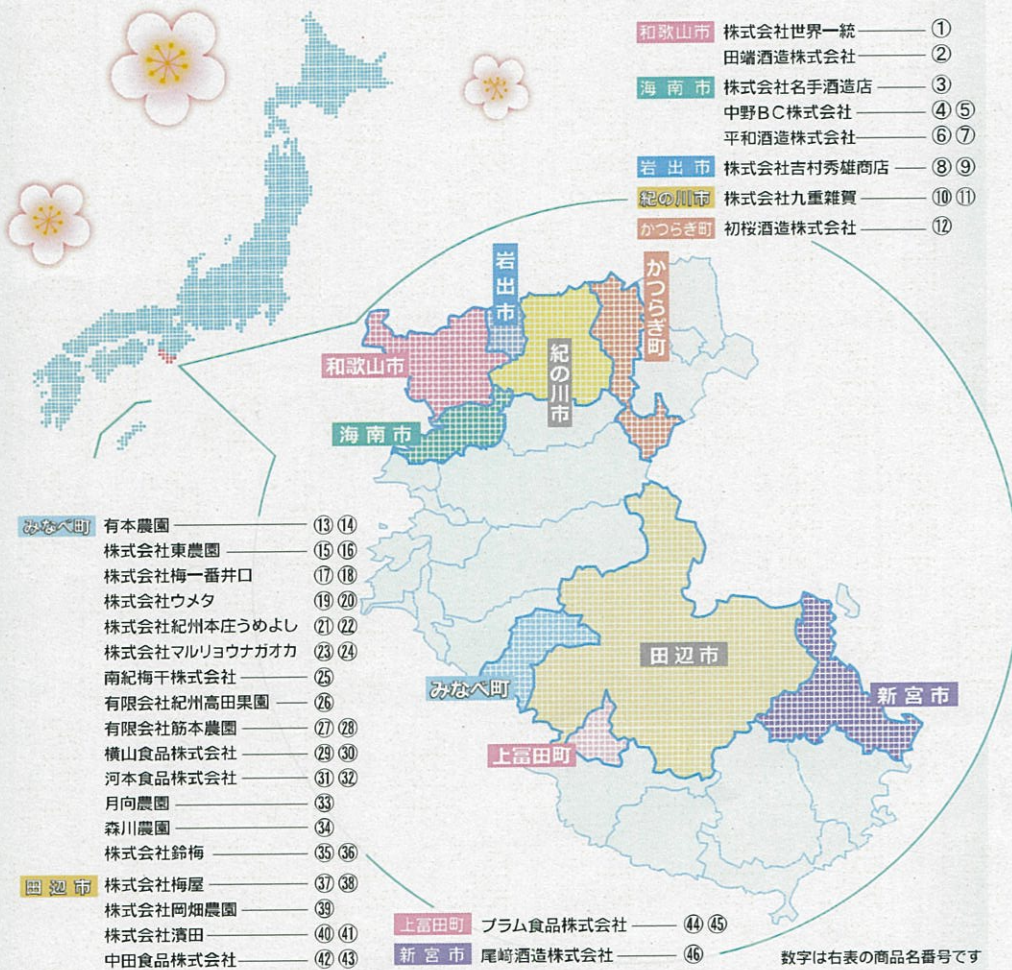 和歌山市 株式会社世界一統 ①
田端酒造株式会社 ②
海南市 株式会社名手酒造店 ③
中野BC株式会社 ④⑤
平和酒造株式会社 ⑥⑦
岩出市 株式会社吉村秀雄商店 ⑧⑨
紀の川市 株式会社九重雜賀 ⑩⑪
かつらぎ町 初桜酒造株式会社 ⑫
岩出市
かつらぎ町
和歌山市
紀の川市
海南市
田辺市
みなべ町
新宮市
上富田町
みなべ町 有本農園 ⑬⑭
株式会社東農園 ⑮⑯
株式会社梅一番井口 ⑰⑱
株式会社ウメタ ⑲⑳
株式会社紀州本庄うめよし ㉑㉒
株式会社マルリョウナガオカ ㉓㉔
南紀梅干株式会社 ㉕
有限会社紀州高田果園 ㉖
有限会社筋本農園 ㉗㉘
横山食品株式会社 ㉙㉚
河本食品株式会社 ㉛㉜
月向農園 ㉝
森川農園 ㉞
株式会社鈴梅 ㉟㊱
田辺市 株式会社梅屋 ㊲㊳
株式会社岡畑農園 ㊴
株式会社濱田 ㊵㊶
中田食品株式会社 ㊷㊸
上富田町 プラム食品株式会社 ㊹㊺
新宮市 尾﨑酒造株式会社 ㊻
数字は右表の商品名番号です